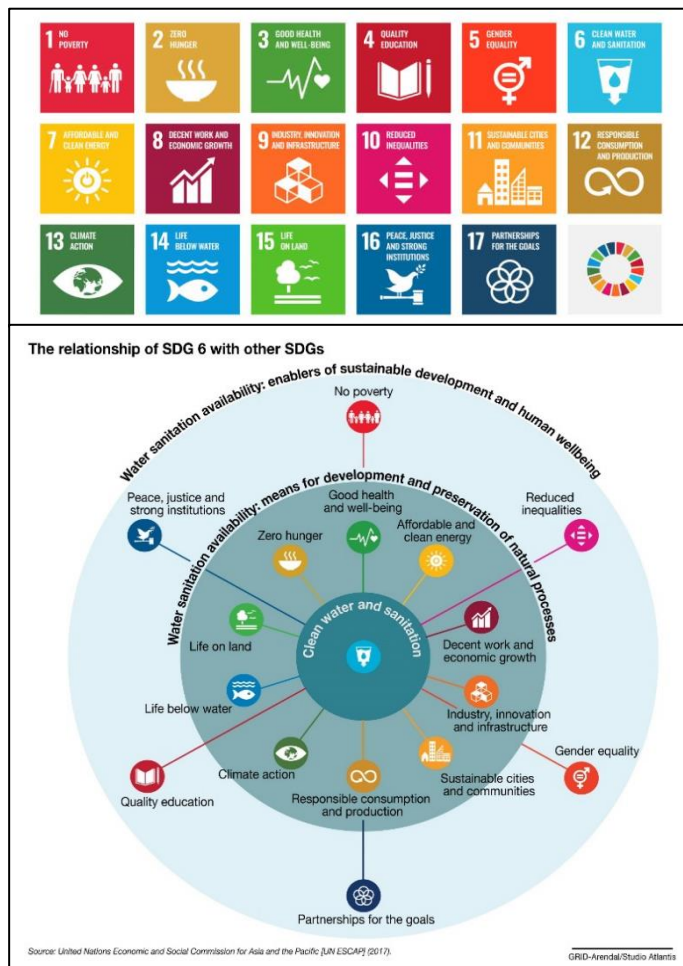 1 NO
POVERTY
2 ZERO
HUNGER
3 GOOD HEALTH
AND WELL-BEING
4 QUALITY
EDUCATION
5 GENDER
EQUALITY
6 CLEAN WATER
AND SANITATION
7 AFFORDABLE AND
CLEAN ENERGY
8 DECENT WORK AND
ECONOMIC GROWTH
9 INDUSTRY, INNOVATION
AND INFRASTRUCTURE
10 REDUCED
INEQUALITIES
11 SUSTAINABLE CITIES
AND COMMUNITIES
12 RESPONSIBLE
CONSUMPTION
AND PRODUCTION
13 CLIMATE
ACTION
14 LIFE
BELOW WATER
15 LIFE
ON LAND
16 PEACE, JUSTICE
AND STRONG
INSTITUTIONS
17 PARTNERSHIPS
FOR THE GOALS
The relationship of SDG 6 with other SDGs
Water sanitation availability: enablers of sustainable development and human wellbeing
No poverty
Water sanitation availability: means for development and preservation of natural processes
Peace, justice and
strong institutions
Good health
and well-being
Reduced
inequalities
Zero hunger
Affordable and
clean energy
Clean water and sanitation
Life on land
Decent work and
economic growth
Life below water
Industry, innovation
and infrastructure
Gender equality
Climate action
Sustainable cities
and communities
Quality education
Responsible consumption
and production
Partnerships for the goals
Source: United Nations Economic and Social Commission for Asia and the Pacific [UN ESCAP] (2017).
GRID-Arendal/Studio Atlantis